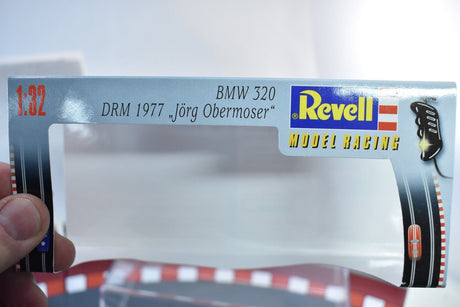 1:32
BMW 320
DRM 1977 „Jörg Obermoser“
Revell
®
MODEL RACING